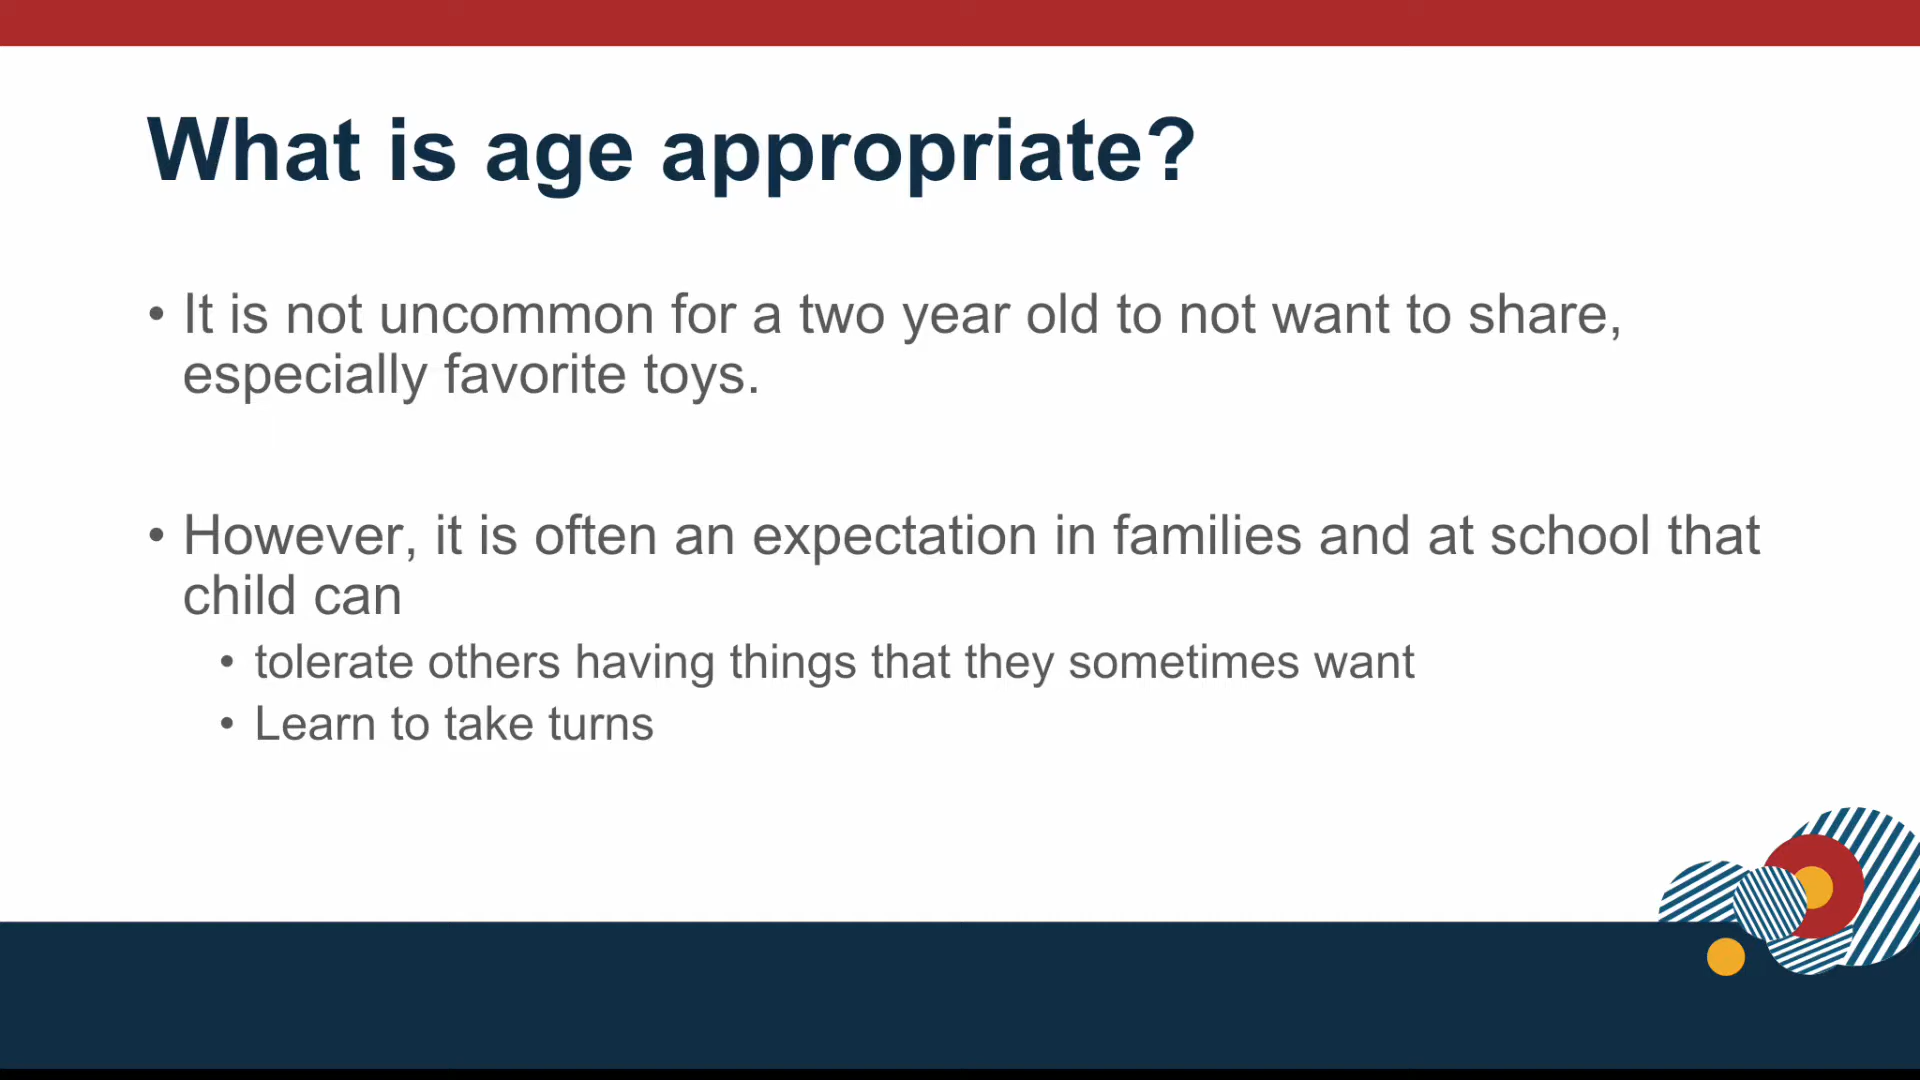 What is age appropriate?
• It is not uncommon for a two year old to not want to share,
especially favorite toys.
• However, it is often an expectation in families and at school that
child can
• tolerate others having things that they sometimes want
• Learn to take turns